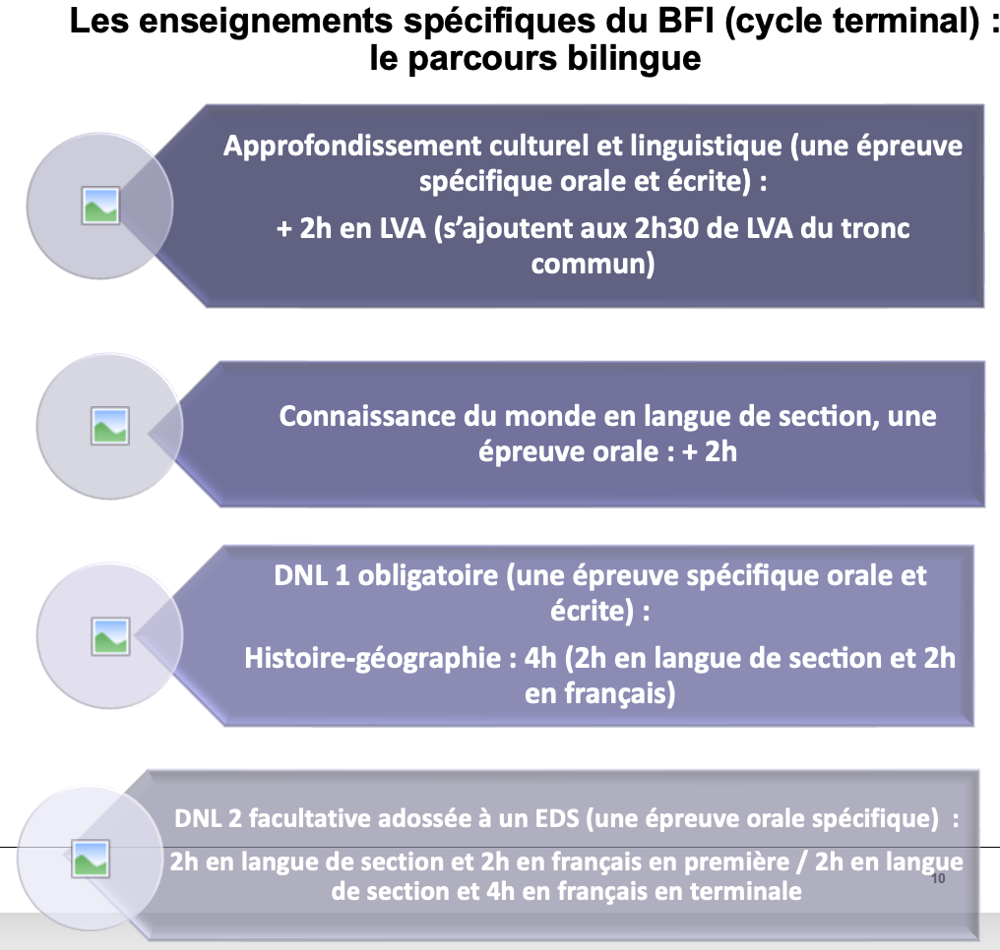 Les enseignements spécifiques du BFI (cycle terminal) :
le parcours bilingue
Approfondissement culturel et linguistique (une épreuve
spécifique orale et écrite) :
+ 2h en LVA (s’ajoutent aux 2h30 de LVA du tronc
commun)
Connaissance du monde en langue de section, une
épreuve orale : + 2h
DNL 1 obligatoire (une épreuve spécifique orale et
écrite) :
Histoire-géographie : 4h (2h en langue de section et 2h
en français)
DNL 2 facultative adossée à un EDS (une épreuve orale spécifique) :
2h en langue de section et 2h en français en première / 2h en langue
de section et 4h en français en terminale
10